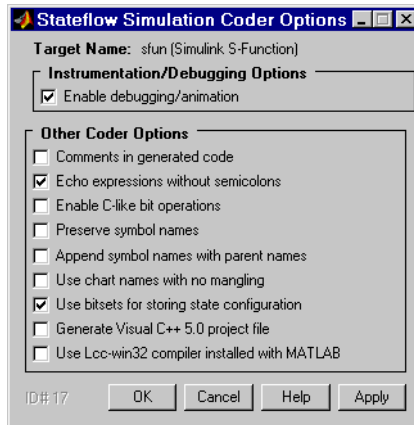 Stateflow Simulation Coder Options
Target Name: sfun (Simulink S-Function)
Instrumentation/Debugging Options
Enable debugging/animation
Other Coder Options
Comments in generated code
Echo expressions without semicolons
Enable C-like bit operations
Preserve symbol names
Append symbol names with parent names
Use chart names with no mangling
Use bitsets for storing state configuration
Generate Visual C++ 5.0 project file
Use Lcc-win32 compiler installed with MATLAB
ID# 17 OK Cancel Help Apply